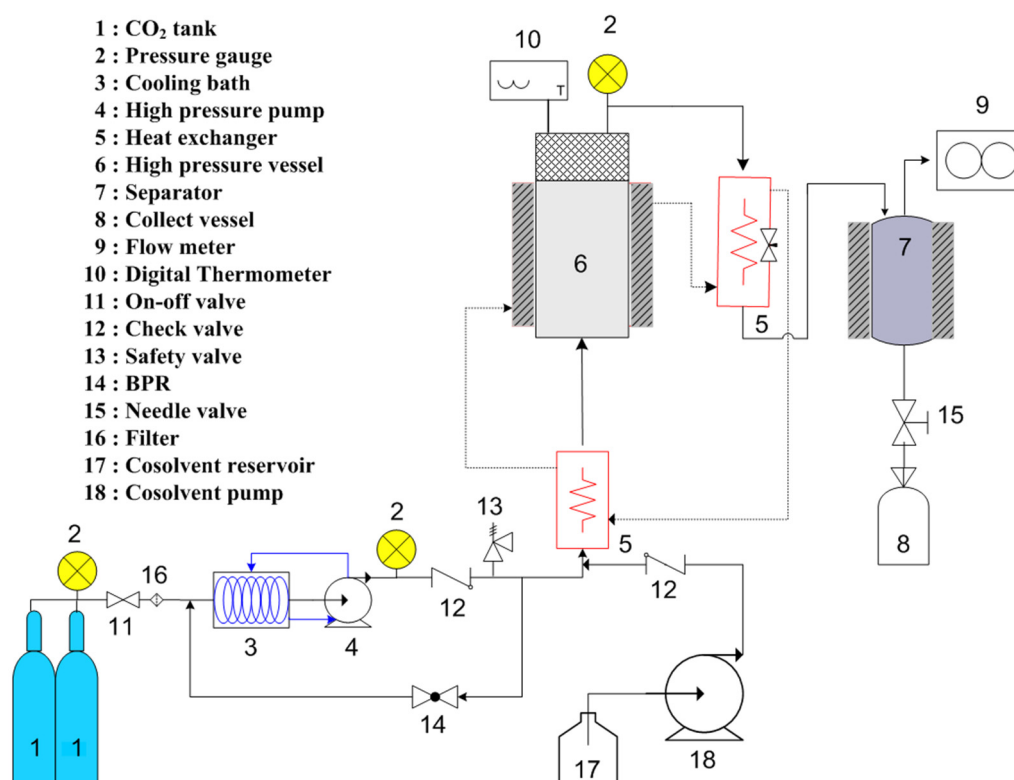 1 : CO₂ tank
2 : Pressure gauge
3 : Cooling bath
4 : High pressure pump
5 : Heat exchanger
6 : High pressure vessel
7 : Separator
8 : Collect vessel
9 : Flow meter
10 : Digital Thermometer
11 : On-off valve
12 : Check valve
13 : Safety valve
14 : BPR
15 : Needle valve
16 : Filter
17 : Cosolvent reservoir
18 : Cosolvent pump
10
2
T
9
6
5
7
15
8
13
2
5
12
12
2
16
11
3
4
14
1
1
17
18